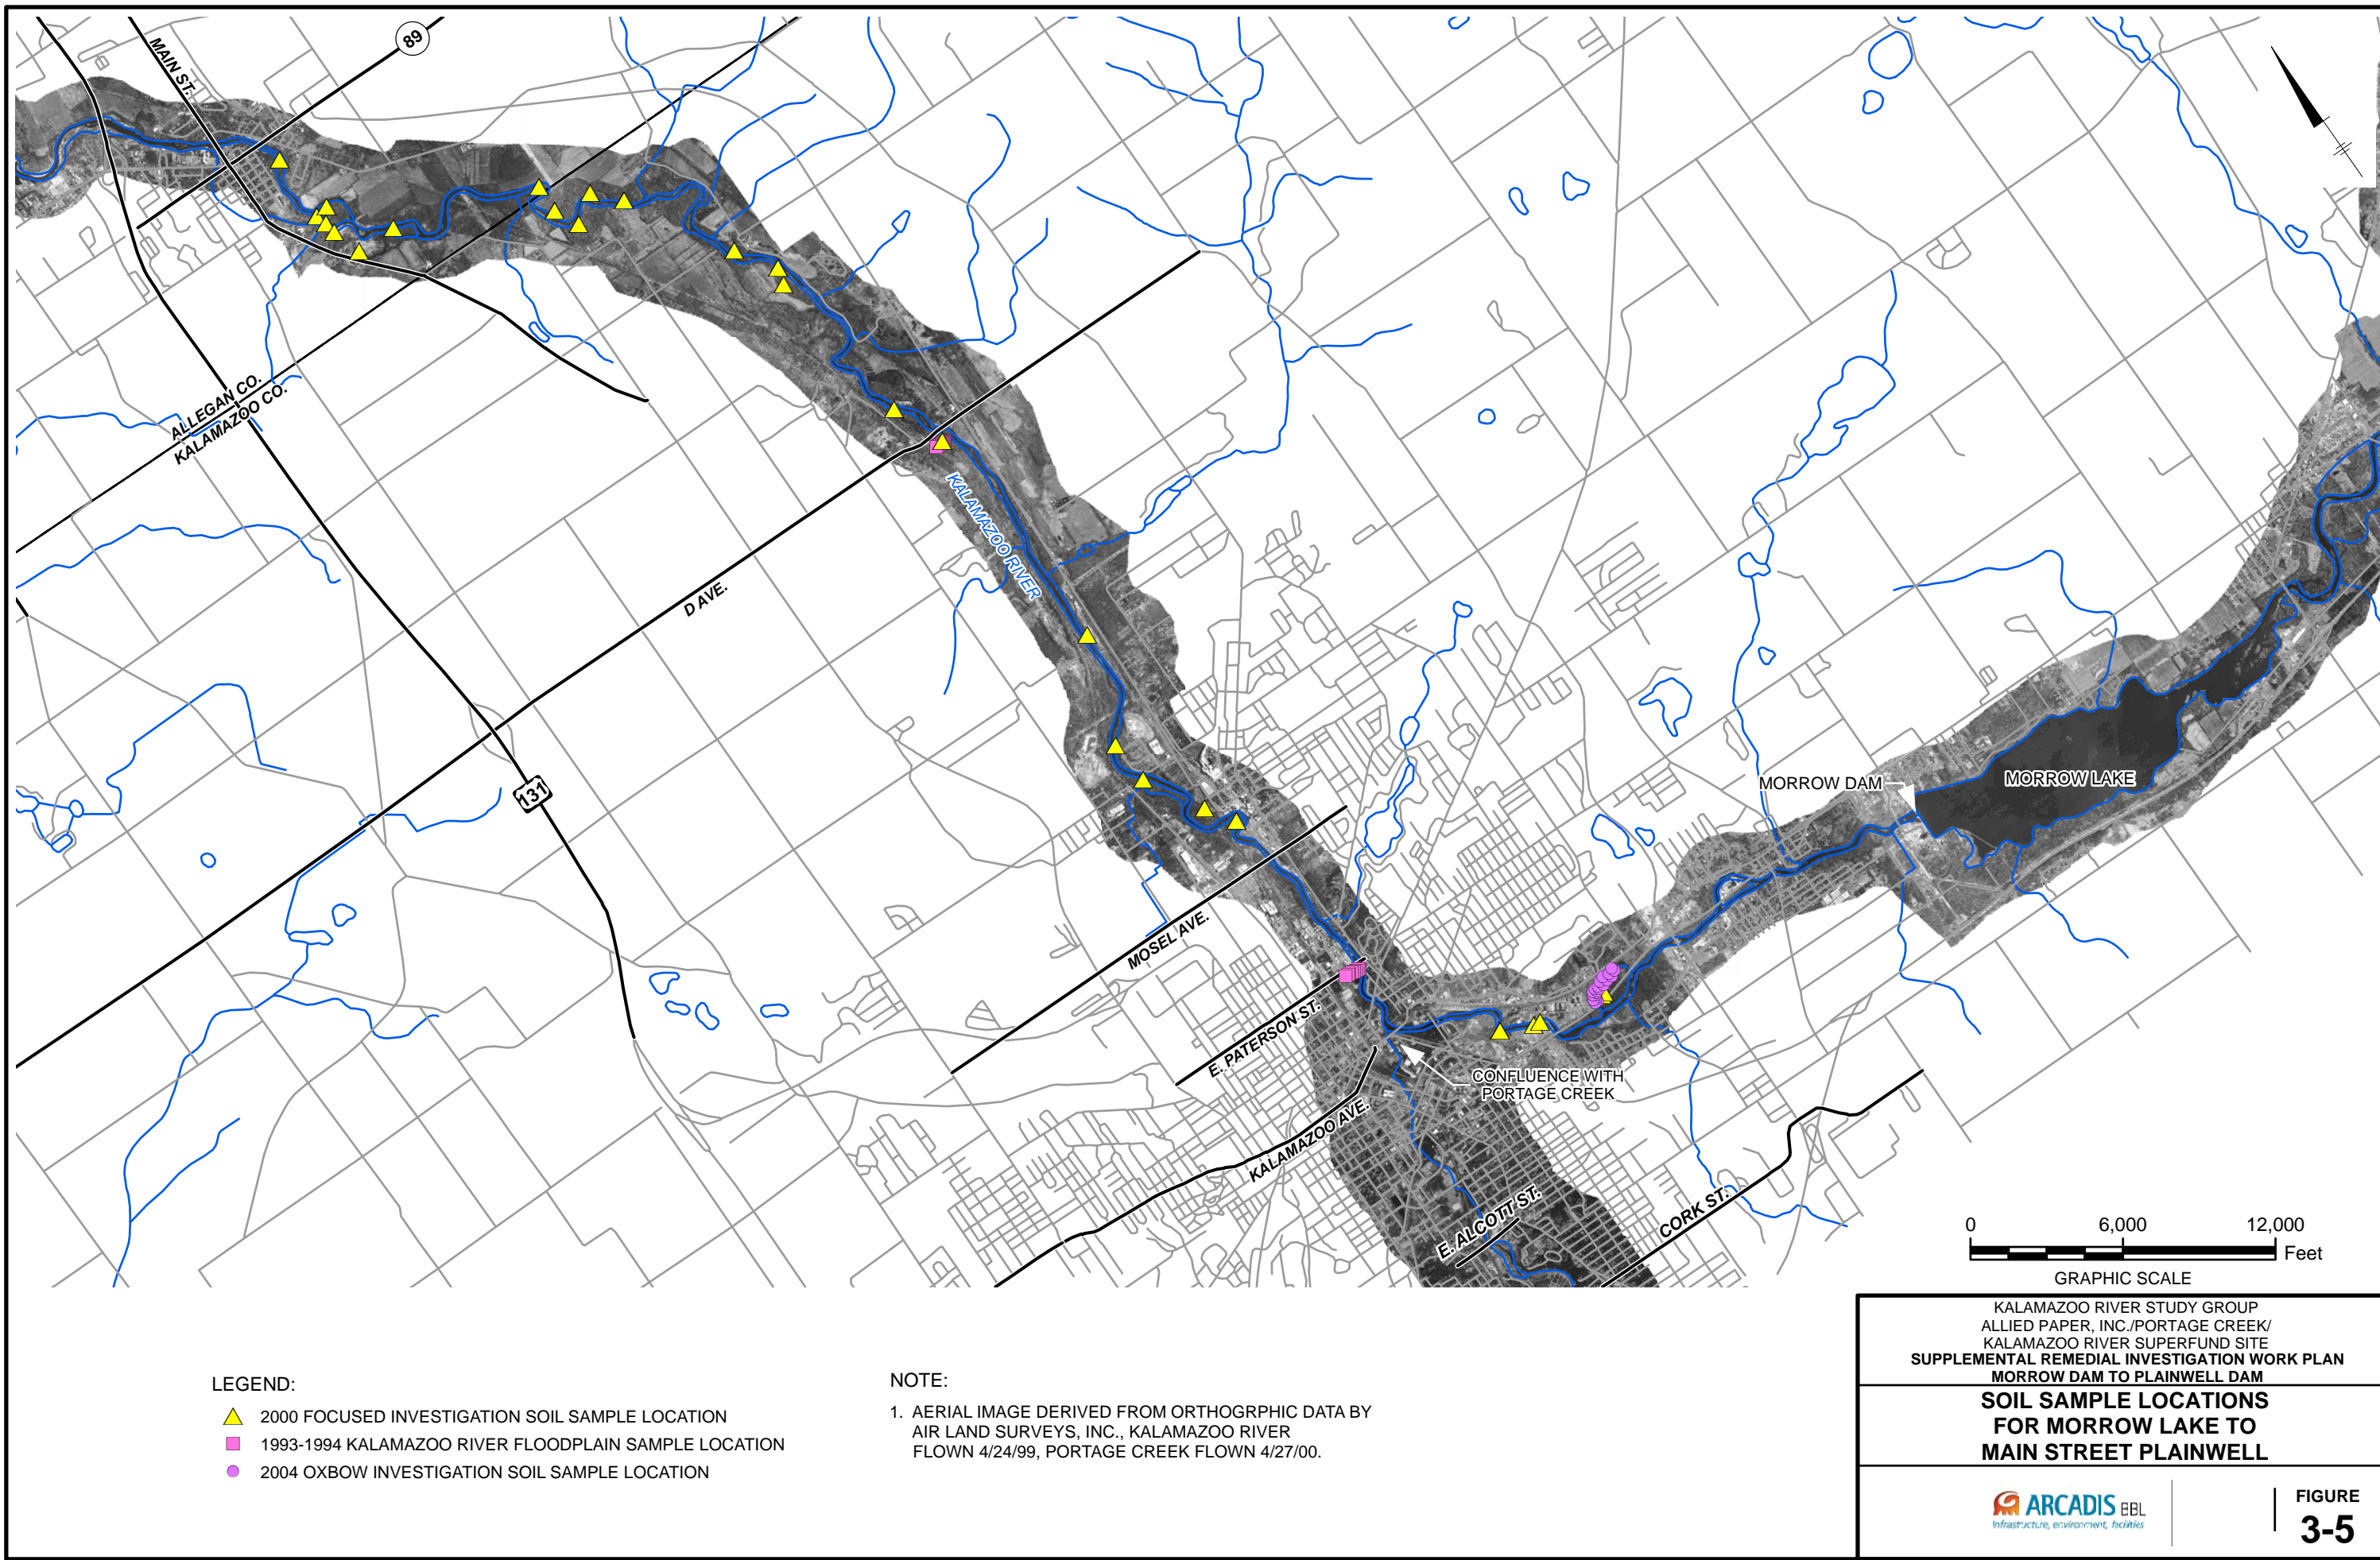 MAIN ST.
89
ALLEGAN CO.
KALAMAZOO CO.
KALAMAZOO RIVER
D AVE.
131
MORROW DAM
MORROW LAKE
MOSEL AVE.
E. PATERSON ST.
CONFLUENCE WITH
PORTAGE CREEK
KALAMAZOO AVE.
E. ALCOTT ST.
CORK ST.
0 6,000 12,000
Feet
GRAPHIC SCALE
LEGEND:
2000 FOCUSED INVESTIGATION SOIL SAMPLE LOCATION
1993-1994 KALAMAZOO RIVER FLOODPLAIN SAMPLE LOCATION
2004 OXBOW INVESTIGATION SOIL SAMPLE LOCATION
NOTE:
1. AERIAL IMAGE DERIVED FROM ORTHOGRPHIC DATA BY
AIR LAND SURVEYS, INC., KALAMAZOO RIVER
FLOWN 4/24/99, PORTAGE CREEK FLOWN 4/27/00.
KALAMAZOO RIVER STUDY GROUP
ALLIED PAPER, INC./PORTAGE CREEK/
KALAMAZOO RIVER SUPERFUND SITE
SUPPLEMENTAL REMEDIAL INVESTIGATION WORK PLAN
MORROW DAM TO PLAINWELL DAM
SOIL SAMPLE LOCATIONS
FOR MORROW LAKE TO
MAIN STREET PLAINWELL
ARCADIS BBL
Infrastructure, environment, facilities
FIGURE
3-5